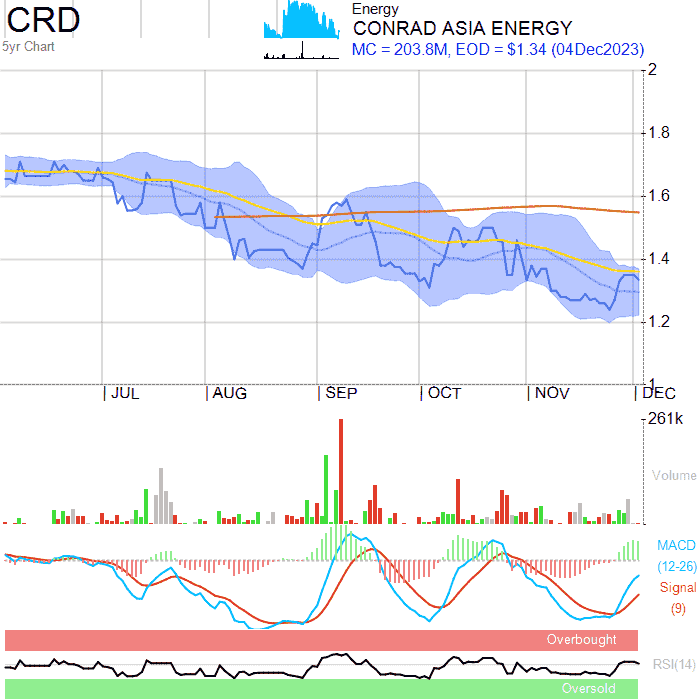 CRD
5yr Chart
Energy
CONRAD ASIA ENERGY
MC = 203.8M, EOD = $1.34 (04Dec2023)
2
1.8
1.6
1.4
1.2
1
JUL AUG SEP OCT NOV DEC
261k
Volume
MACD
(12-26)
Signal
(9)
Overbought
RSI(14)
Oversold